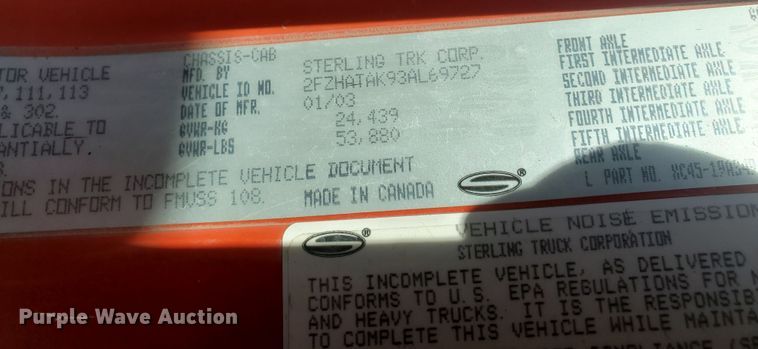 CHASSIS-CAB
MFD. BY STERLING TRK CORP.
VEHICLE ID NO. 2FZHATAK93AL69727
DATE OF MFR. 01/03
GVWR-KG 24,439
GVWR-LBS 53,880
TOR VEHICLE
7, 111, 113
& 302.
LICABLE TO
ANTIALLY.
ONS IN THE INCOMPLETE VEHICLE DOCUMENT
ILL CONFORM TO FMVSS 108. MADE IN CANADA
FRONT AXLE
FIRST INTERMEDIATE AXLE
SECOND INTERMEDIATE AXLE
THIRD INTERMEDIATE AXLE
FOURTH INTERMEDIATE AXLE
FIFTH INTERMEDIATE AXLE
REAR AXLE
L PART NO.
®
®
VEHICLE NOISE EMISSION
STERLING TRUCK CORPORATION
THIS INCOMPLETE VEHICLE, AS DELIVERED
CONFORMS TO U.S. EPA REGULATIONS FOR
AND HEAVY TRUCKS. IT IS THE RESPONSIB
TO COMPLETE THIS VEHICLE WHILE MAINTA
Purple Wave Auction®